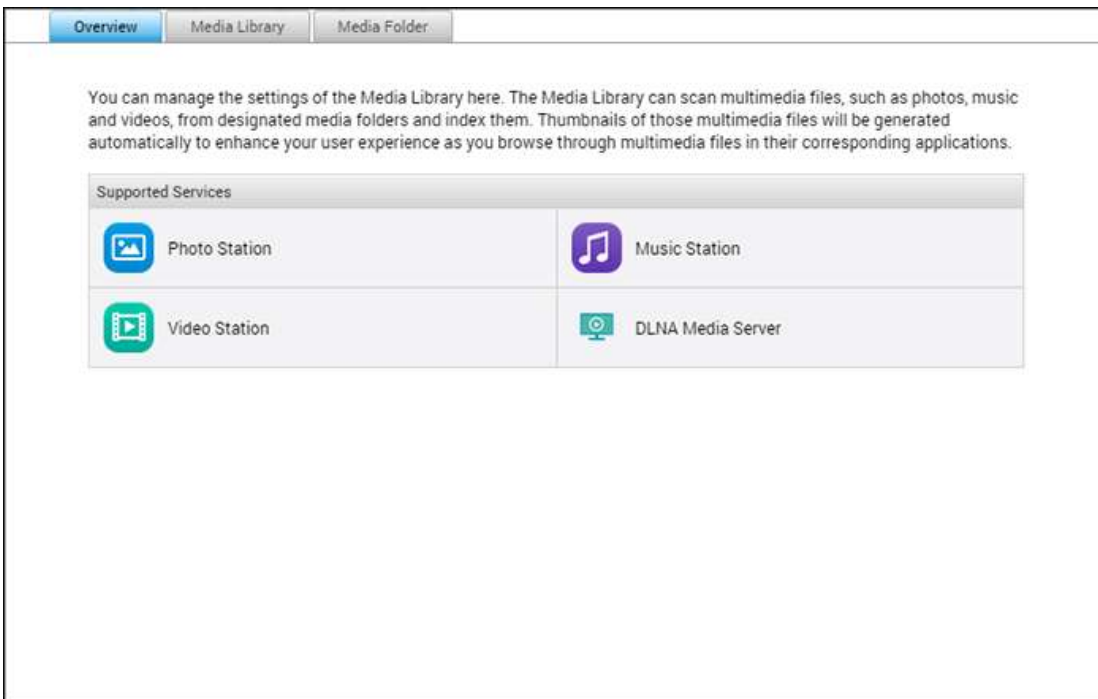 Overview Media Library Media Folder
You can manage the settings of the Media Library here. The Media Library can scan multimedia files, such as photos, music
and videos, from designated media folders and index them. Thumbnails of those multimedia files will be generated
automatically to enhance your user experience as you browse through multimedia files in their corresponding applications.
Supported Services
Photo Station Music Station
Video Station DLNA Media Server